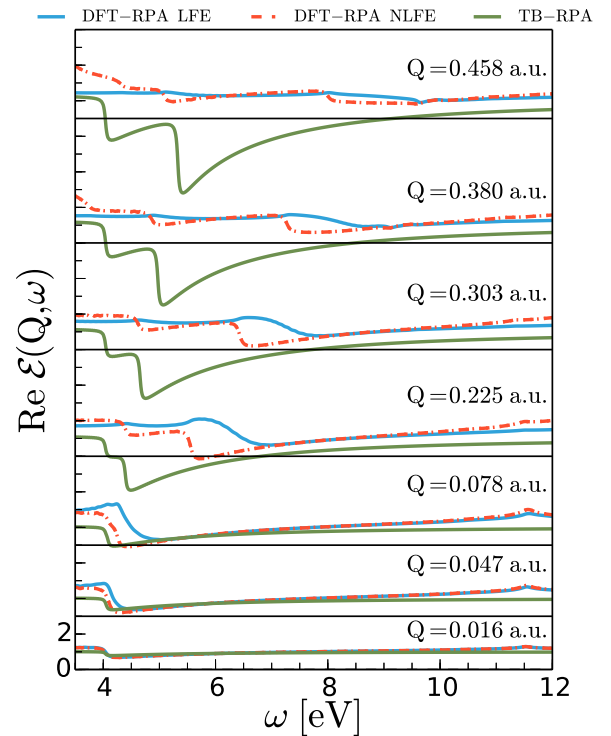 DFT−RPA LFE DFT−RPA NLFE TB−RPA
Q=0.458 a.u.
Q=0.380 a.u.
Q=0.303 a.u.
Q=0.225 a.u.
Q=0.078 a.u.
Q=0.047 a.u.
Q=0.016 a.u.
Re ℰ(Q,ω)
2
0
4 6 8 10 12
ω [eV]